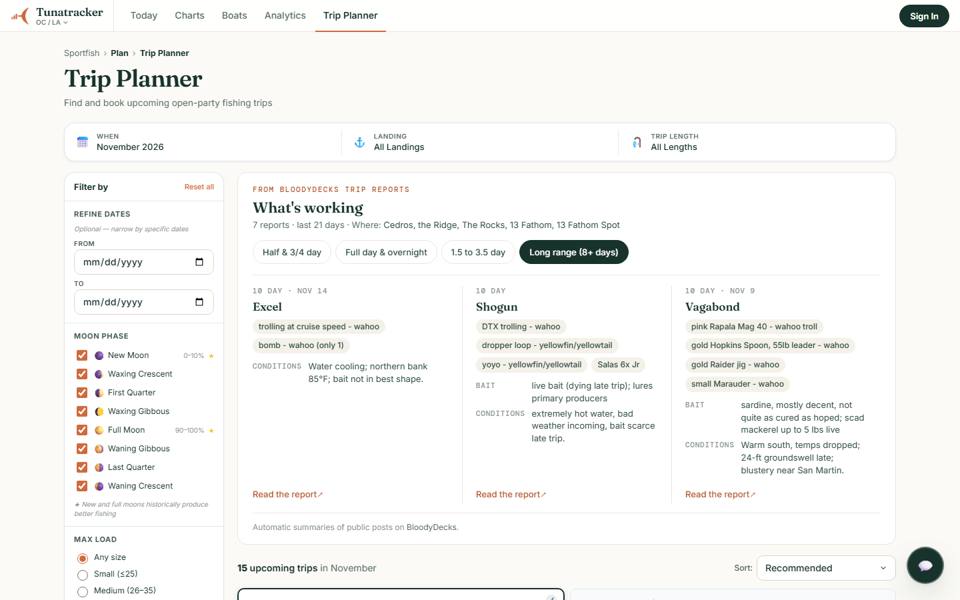 Tunatracker
OC / LA
Today
Charts
Boats
Analytics
Trip Planner
Sign In
Sportfish › Plan › Trip Planner
Trip Planner
Find and book upcoming open-party fishing trips
WHEN
November 2026
LANDING
All Landings
TRIP LENGTH
All Lengths
Filter by
Reset all
REFINE DATES
Optional — narrow by specific dates
FROM
mm/dd/yyyy
TO
mm/dd/yyyy
MOON PHASE
New Moon 0-10% ★
Waxing Crescent
First Quarter
Waxing Gibbous
Full Moon 90-100% ★
Waning Gibbous
Last Quarter
Waning Crescent
★ New and full moons historically produce
better fishing
MAX LOAD
Any size
Small (≤25)
Medium (26–35)
FROM BLOODYDECKS TRIP REPORTS
What's working
7 reports · last 21 days · Where: Cedros, the Ridge, The Rocks, 13 Fathom, 13 Fathom Spot
Half & 3/4 day
Full day & overnight
1.5 to 3.5 day
Long range (8+ days)
10 DAY · NOV 14
Excel
trolling at cruise speed - wahoo
bomb - wahoo (only 1)
CONDITIONS Water cooling; northern bank
85°F; bait not in best shape.
Read the report↗
10 DAY
Shogun
DTX trolling - wahoo
dropper loop - yellowfin/yellowtail
yoyo - yellowfin/yellowtail
Salas 6x Jr
BAIT live bait (dying late trip); lures
primary producers
CONDITIONS extremely hot water, bad
weather incoming, bait scarce
late trip.
Read the report↗
10 DAY · NOV 9
Vagabond
pink Rapala Mag 40 - wahoo troll
gold Hopkins Spoon, 55lb leader - wahoo
gold Raider jig - wahoo
small Marauder - wahoo
BAIT sardine, mostly decent, not
quite as cured as hoped; scad
mackerel up to 5 lbs live
CONDITIONS Warm south, temps dropped;
24-ft groundswell late;
blustery near San Martin.
Read the report↗
Automatic summaries of public posts on BloodyDecks.
15 upcoming trips in November
Sort:
Recommended